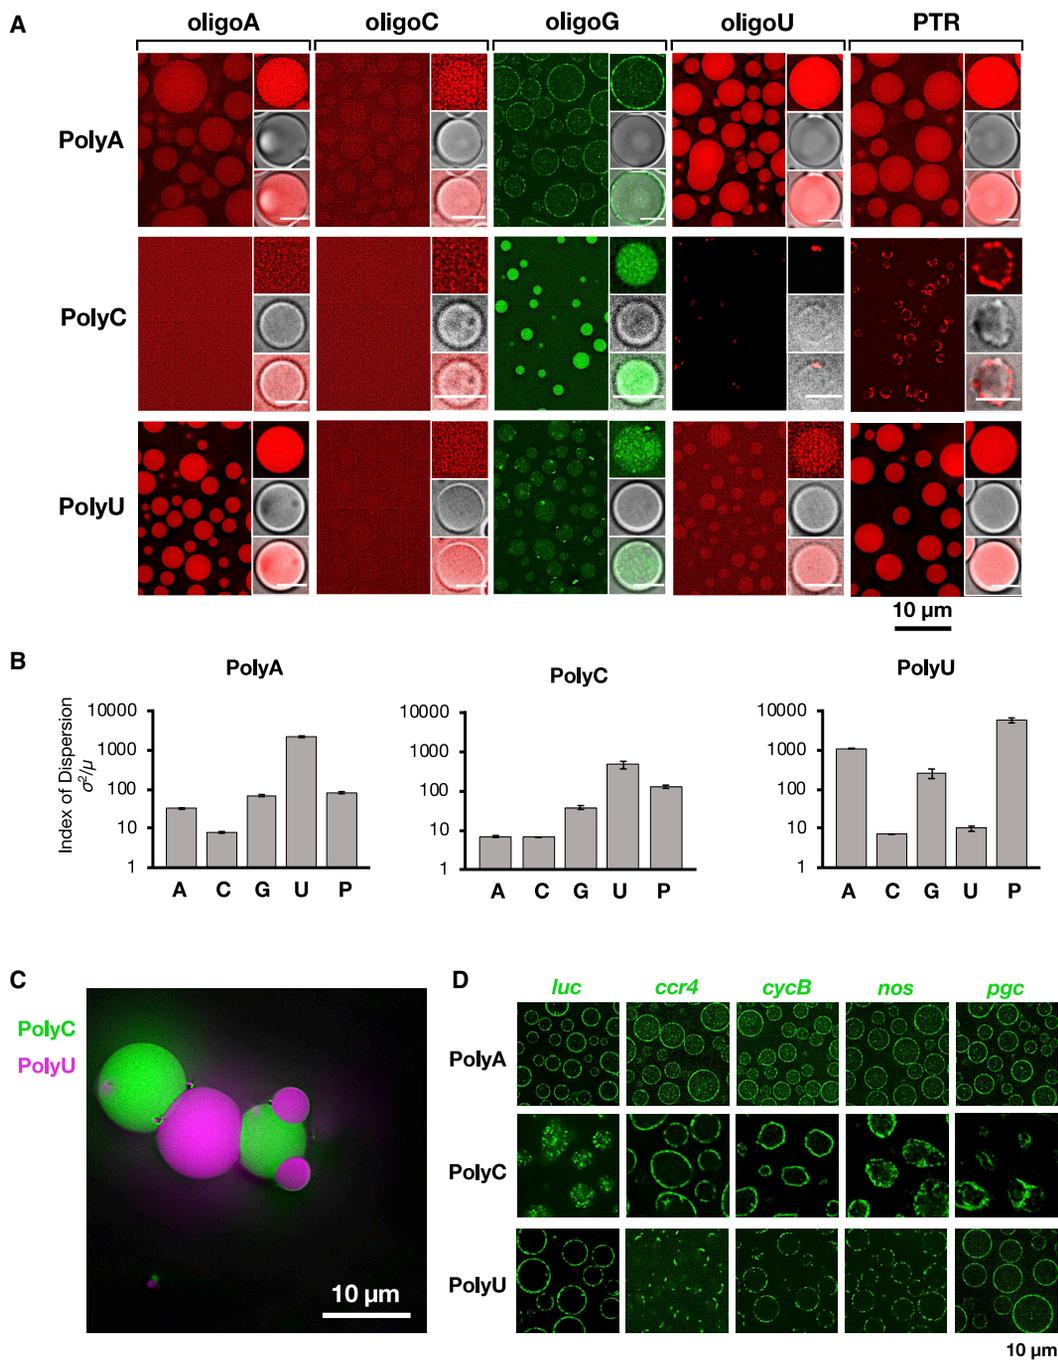 A
oligoA oligoC oligoG oligoU PTR
PolyA
PolyC
PolyU
10 µm
B
PolyA PolyC PolyU
Index of Dispersion
σ²/µ
10000 10000 10000
1000 1000 1000
100 100 100
10 10 10
1 1 1
A C G U P A C G U P A C G U P
C
PolyC
PolyU
10 µm
D
luc ccr4 cycB nos pgc
PolyA
PolyC
PolyU
10 µm